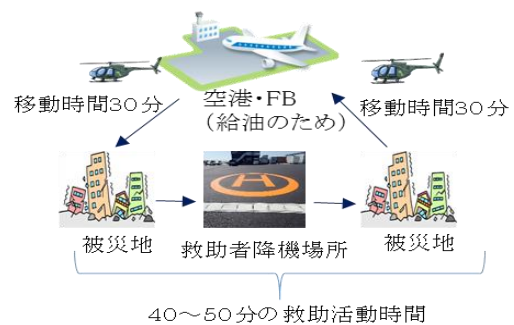 空港・FB
(給油のため)
移動時間30分
移動時間30分
H
被災地
救助者降機場所
被災地
40～50分の救助活動時間